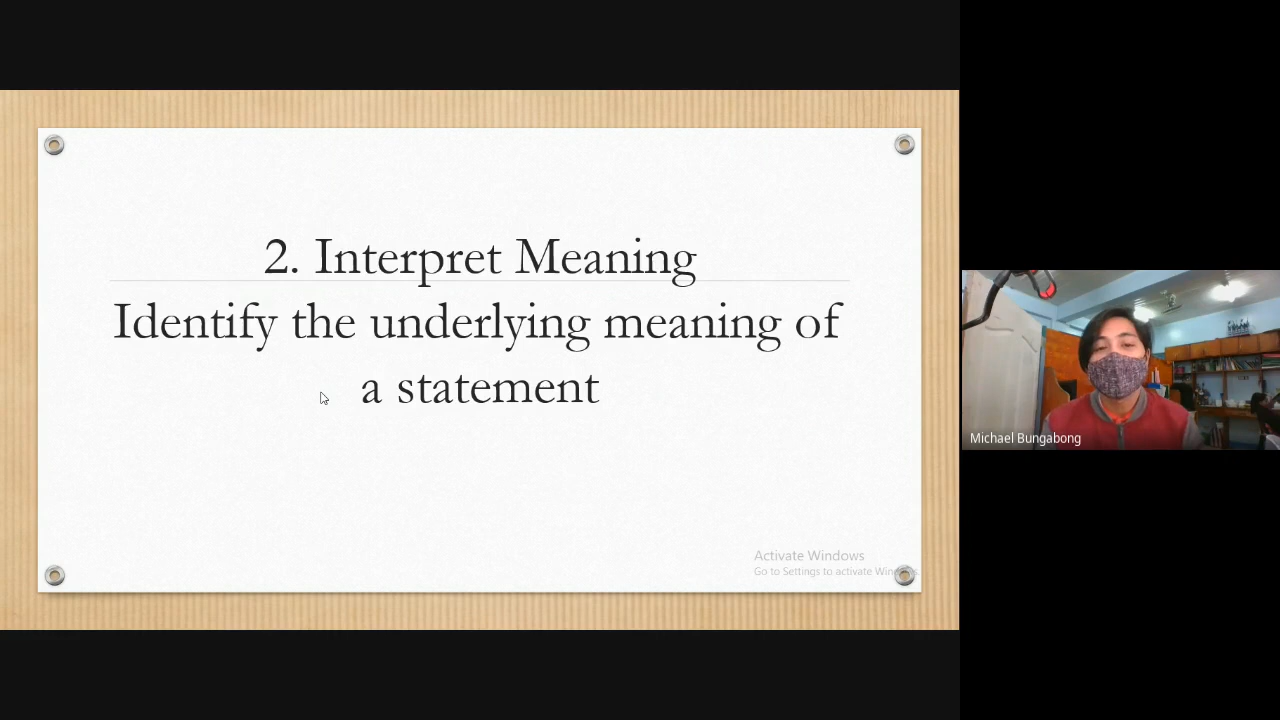 2. Interpret Meaning
Identify the underlying meaning of
a statement
Activate Windows
Go to Settings to activate Windows.
Michael Bungabong